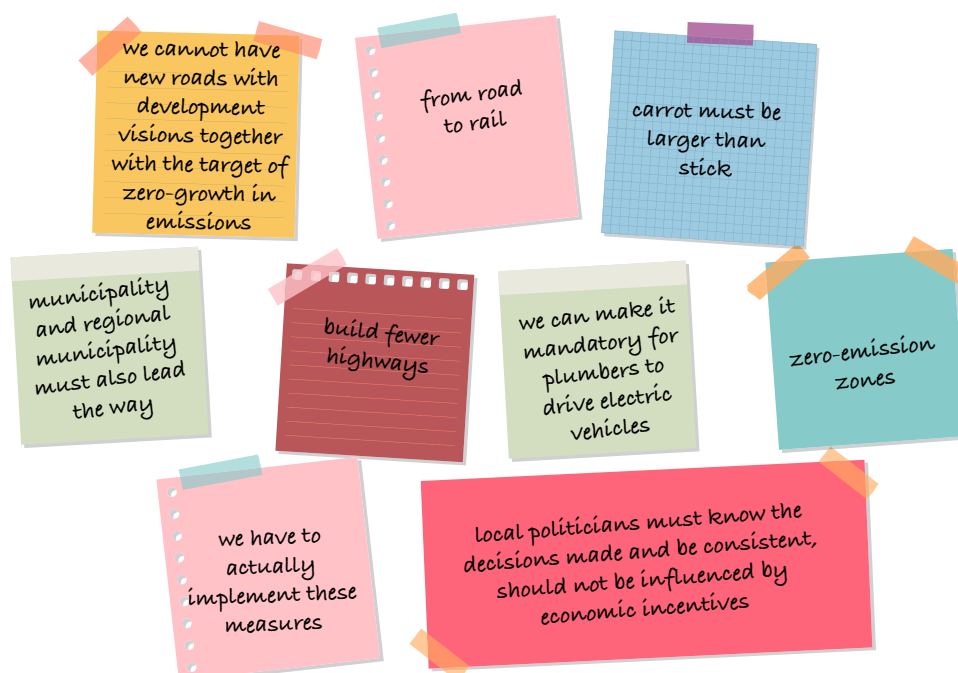 we cannot have
new roads with
development
visions together
with the target of
zero-growth in
emissions
from road
to rail
carrot must be
larger than
stick
municipality
and regional
municipality
must also lead
the way
build fewer
highways
we can make it
mandatory for
plumbers to
drive electric
vehicles
zero-emission
zones
we have to
actually
implement these
measures
local politicians must know the
decisions made and be consistent,
should not be influenced by
economic incentives